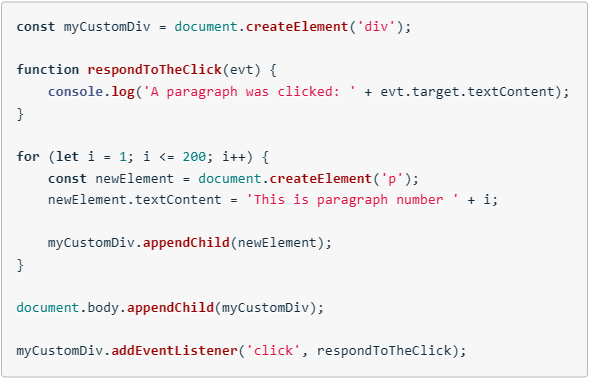 const myCustomDiv = document.createElement('div');

function respondToTheClick(evt) {
    console.log('A paragraph was clicked: ' + evt.target.textContent);
}

for (let i = 1; i <= 200; i++) {
    const newElement = document.createElement('p');
    newElement.textContent = 'This is paragraph number ' + i;

    myCustomDiv.appendChild(newElement);
}

document.body.appendChild(myCustomDiv);

myCustomDiv.addEventListener('click', respondToTheClick);